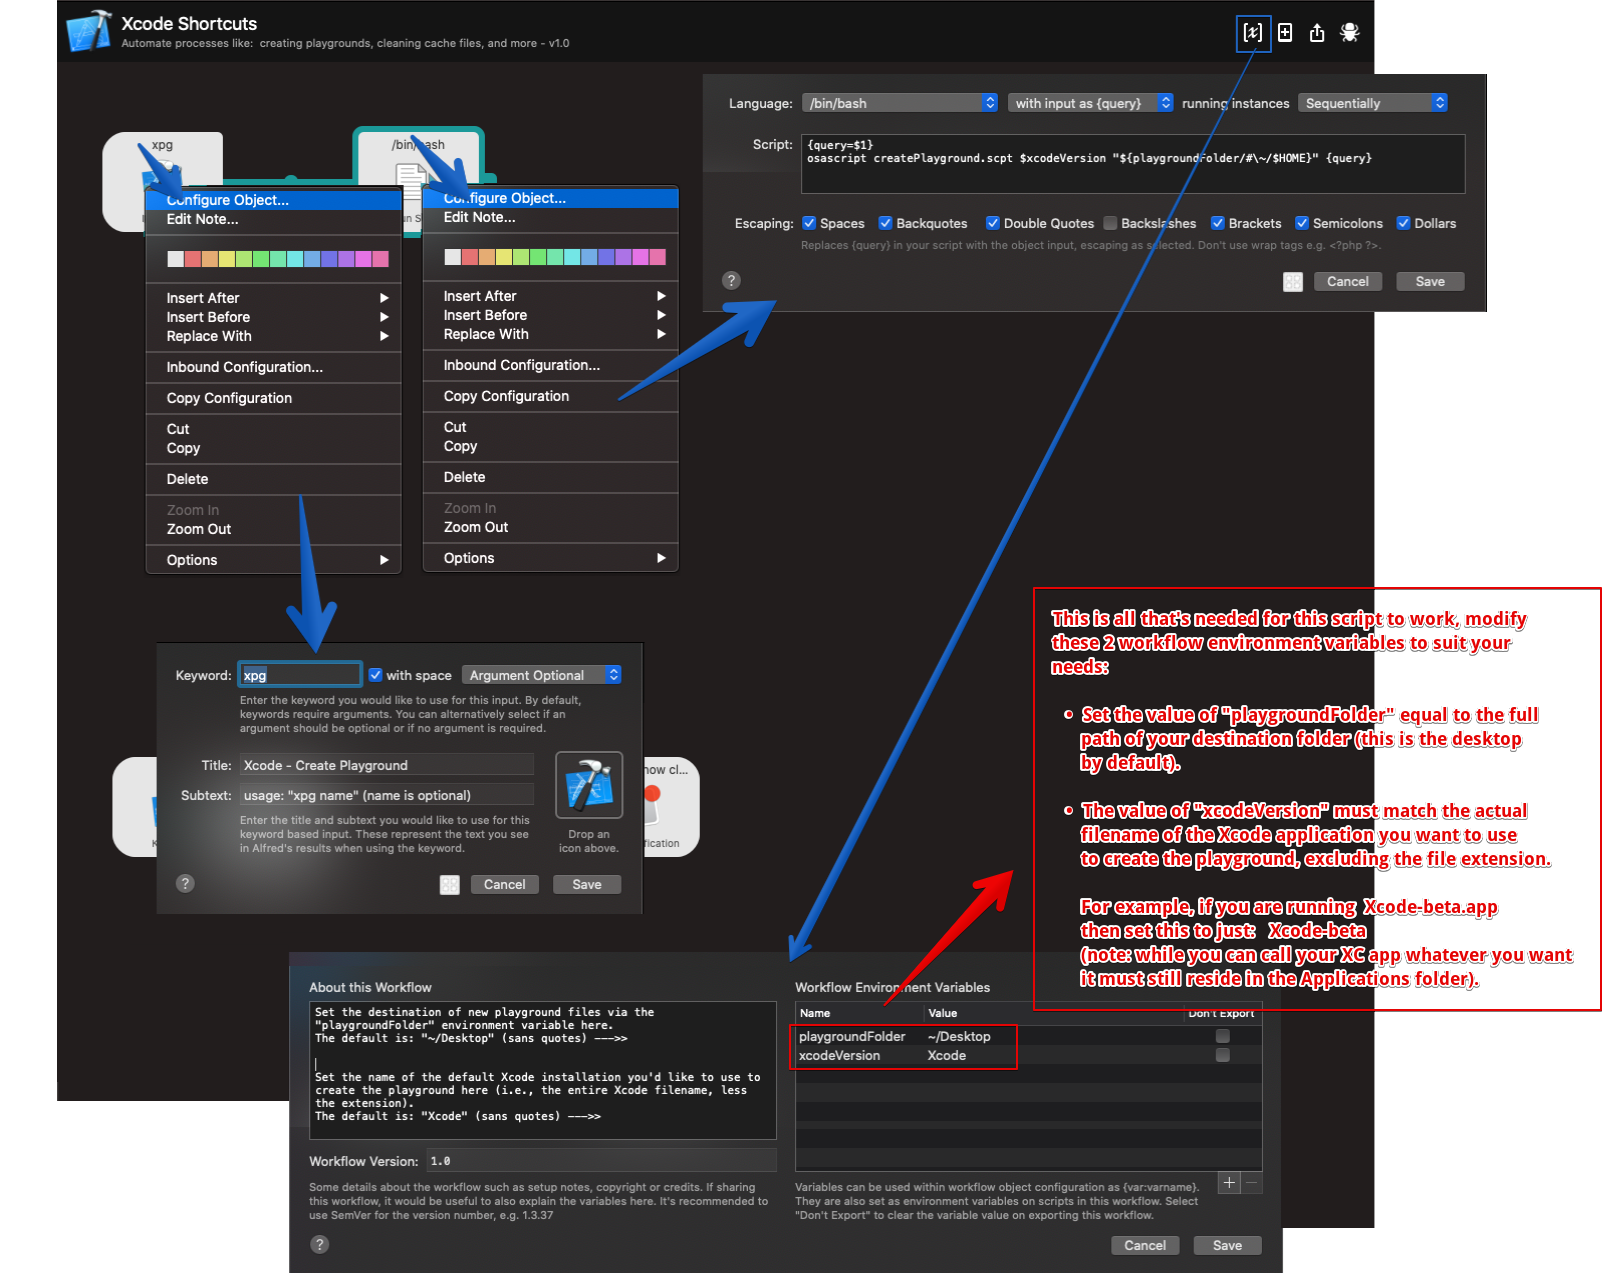 Xcode Shortcuts
Automate processes like: creating playgrounds, cleaning cache files, and more - v1.0
xpg
/bin/bash
Configure Object...
Edit Note...
Insert After
Insert Before
Replace With
Inbound Configuration...
Copy Configuration
Cut
Copy
Delete
Zoom In
Zoom Out
Options
Configure Object...
Edit Note...
Insert After
Insert Before
Replace With
Inbound Configuration...
Copy Configuration
Cut
Copy
Delete
Zoom In
Zoom Out
Options
Language: /bin/bash with input as {query} running instances Sequentially
Script: {query=$1}
osascript createPlayground.scpt $xcodeVersion "${playgroundFolder/#\~/$HOME}" {query}
Escaping: Spaces Backquotes Double Quotes Backslashes Brackets Semicolons Dollars
Replaces {query} in your script with the object input, escaping as selected. Don't use wrap tags e.g. <?php ?>.
? Cancel Save
Keyword: xpg with space Argument Optional
Enter the keyword you would like to use for this input. By default,
keywords require arguments. You can alternatively select if an
argument should be optional or if no argument is required.
Title: Xcode - Create Playground
Subtext: usage: "xpg name" (name is optional)
Enter the title and subtext you would like to use for this
keyword based input. These represent the text you see
in Alfred's results when using the keyword.
Drop an
icon above.
? Cancel Save
now cl...
fication
This is all that's needed for this script to work, modify
these 2 workflow environment variables to suit your
needs:
• Set the value of "playgroundFolder" equal to the full
path of your destination folder (this is the desktop
by default).
• The value of "xcodeVersion" must match the actual
filename of the Xcode application you want to use
to create the playground, excluding the file extension.
For example, if you are running Xcode-beta.app
then set this to just: Xcode-beta
(note: while you can call your XC app whatever you want
it must still reside in the Applications folder).
About this Workflow
Set the destination of new playground files via the
"playgroundFolder" environment variable here.
The default is: "~/Desktop" (sans quotes) --->>
Set the name of the default Xcode installation you'd like to use to
create the playground here (i.e., the entire Xcode filename, less
the extension).
The default is: "Xcode" (sans quotes) --->>
Workflow Version: 1.0
Some details about the workflow such as setup notes, copyright or credits. If sharing
this workflow, it would be useful to also explain the variables here. It's recommended to
use SemVer for the version number, e.g. 1.3.37
?
Workflow Environment Variables
Name Value Don't Export
playgroundFolder ~/Desktop
xcodeVersion Xcode
+ −
Variables can be used within workflow object configuration as {var:varname}.
They are also set as environment variables on scripts in this workflow. Select
"Don't Export" to clear the variable value on exporting this workflow.
Cancel Save